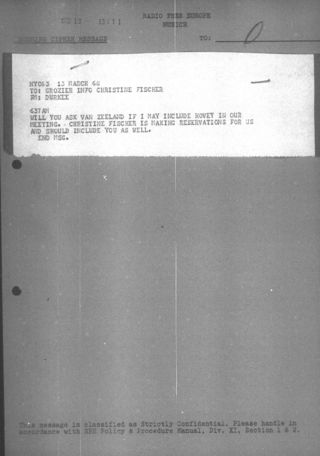 RADIO FREE EUROPE
MUNICH
INCOMING CIPHER MESSAGE TO:
NY063 13 MARCH 68
TO: GROZIER INFO CHRISTINE FISCHER
FM: DURKEE
637AM
WILL YOU ASK VAN ZEELAND IF I MAY INCLUDE HOVEY IN OUR
MEETING. CHRISTINE FISCHER IS MAKING RESERVATIONS FOR US
AND SHOULD INCLUDE YOU AS WELL.
END MSG.
This message is classified as Strictly Confidential. Please handle in
accordance with RFE Policy & Procedure Manual, Div. XI, Section 1 & 2.